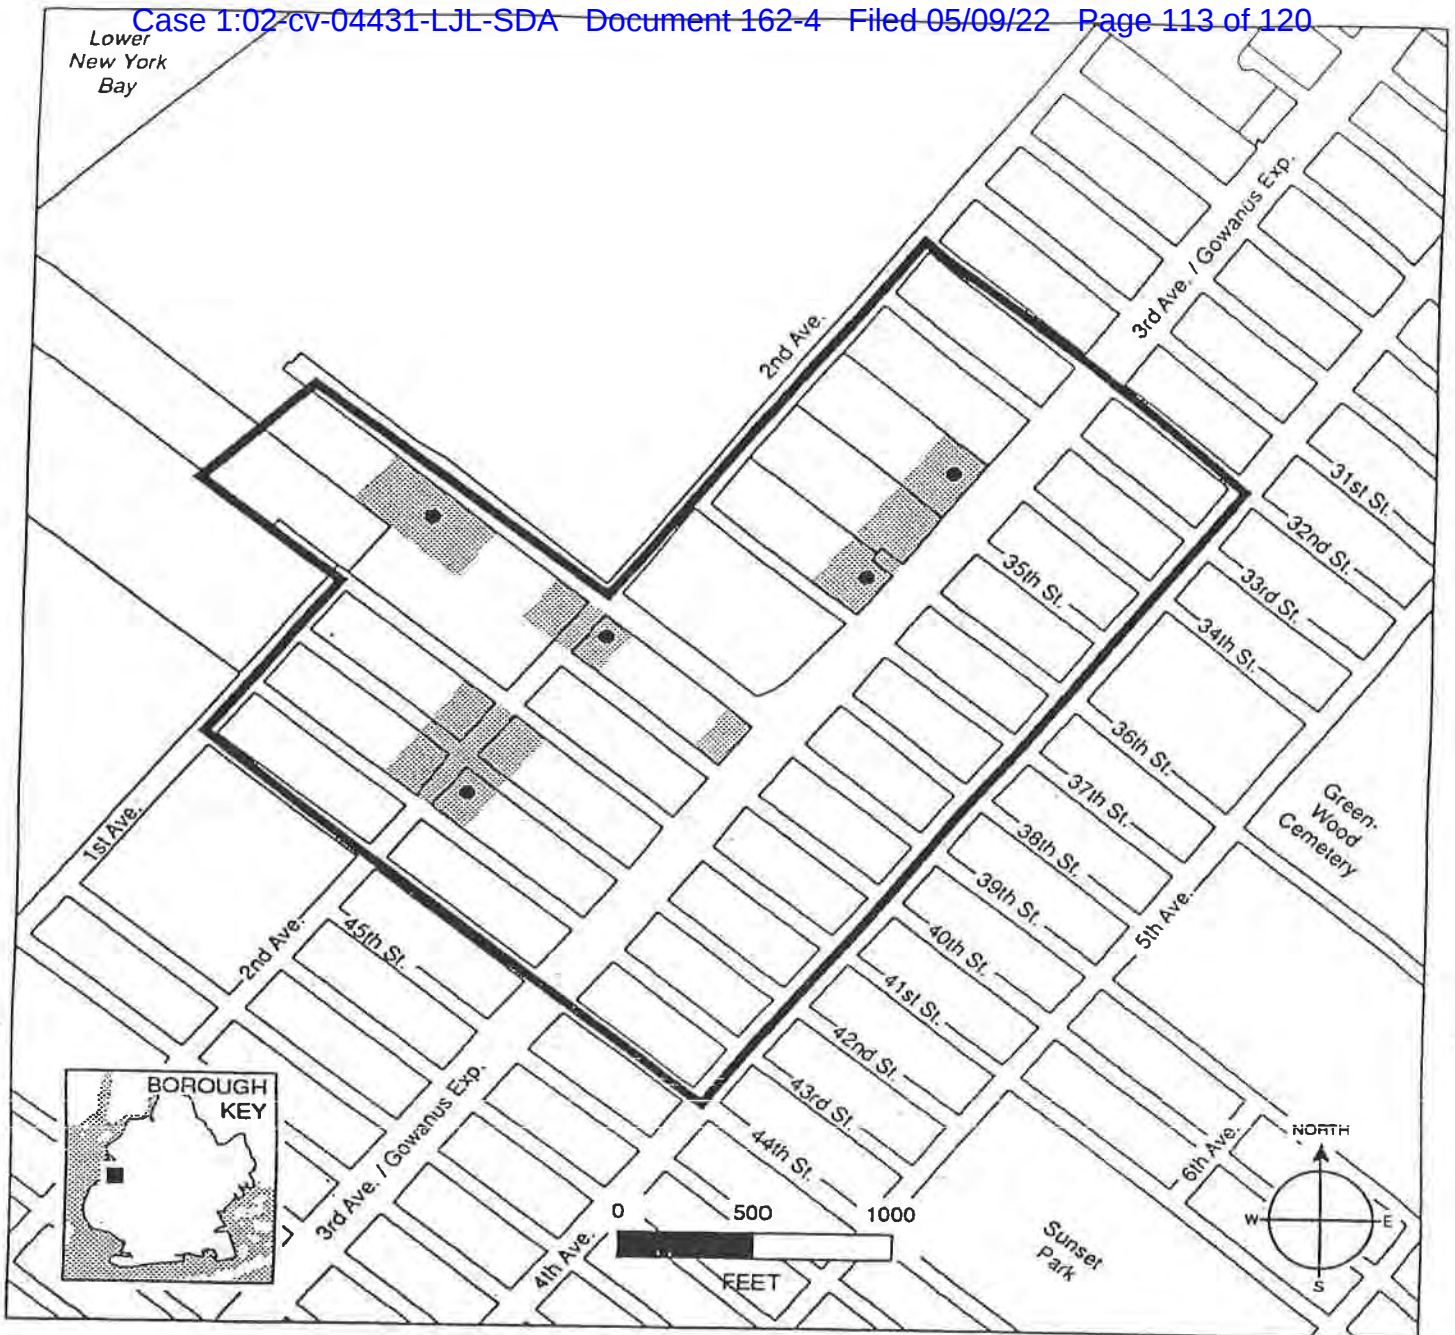 Case 1:02-cv-04431-LJL-SDA Document 162-4 Filed 05/09/22 Page 113 of 120
Lower
New York
Bay
3rd Ave. / Gowanus Exp.
2nd Ave.
31st St.
32nd St.
33rd St.
34th St.
35th St.
36th St.
37th St.
38th St.
39th St.
40th St.
41st St.
42nd St.
43rd St.
44th St.
45th St.
1st Ave.
2nd Ave.
3rd Ave. / Gowanus Exp.
4th Ave.
5th Ave.
6th Ave.
Green-
Wood
Cemetery
Sunset
Park
BOROUGH
KEY
0 500 1000
FEET
NORTH
W E
S